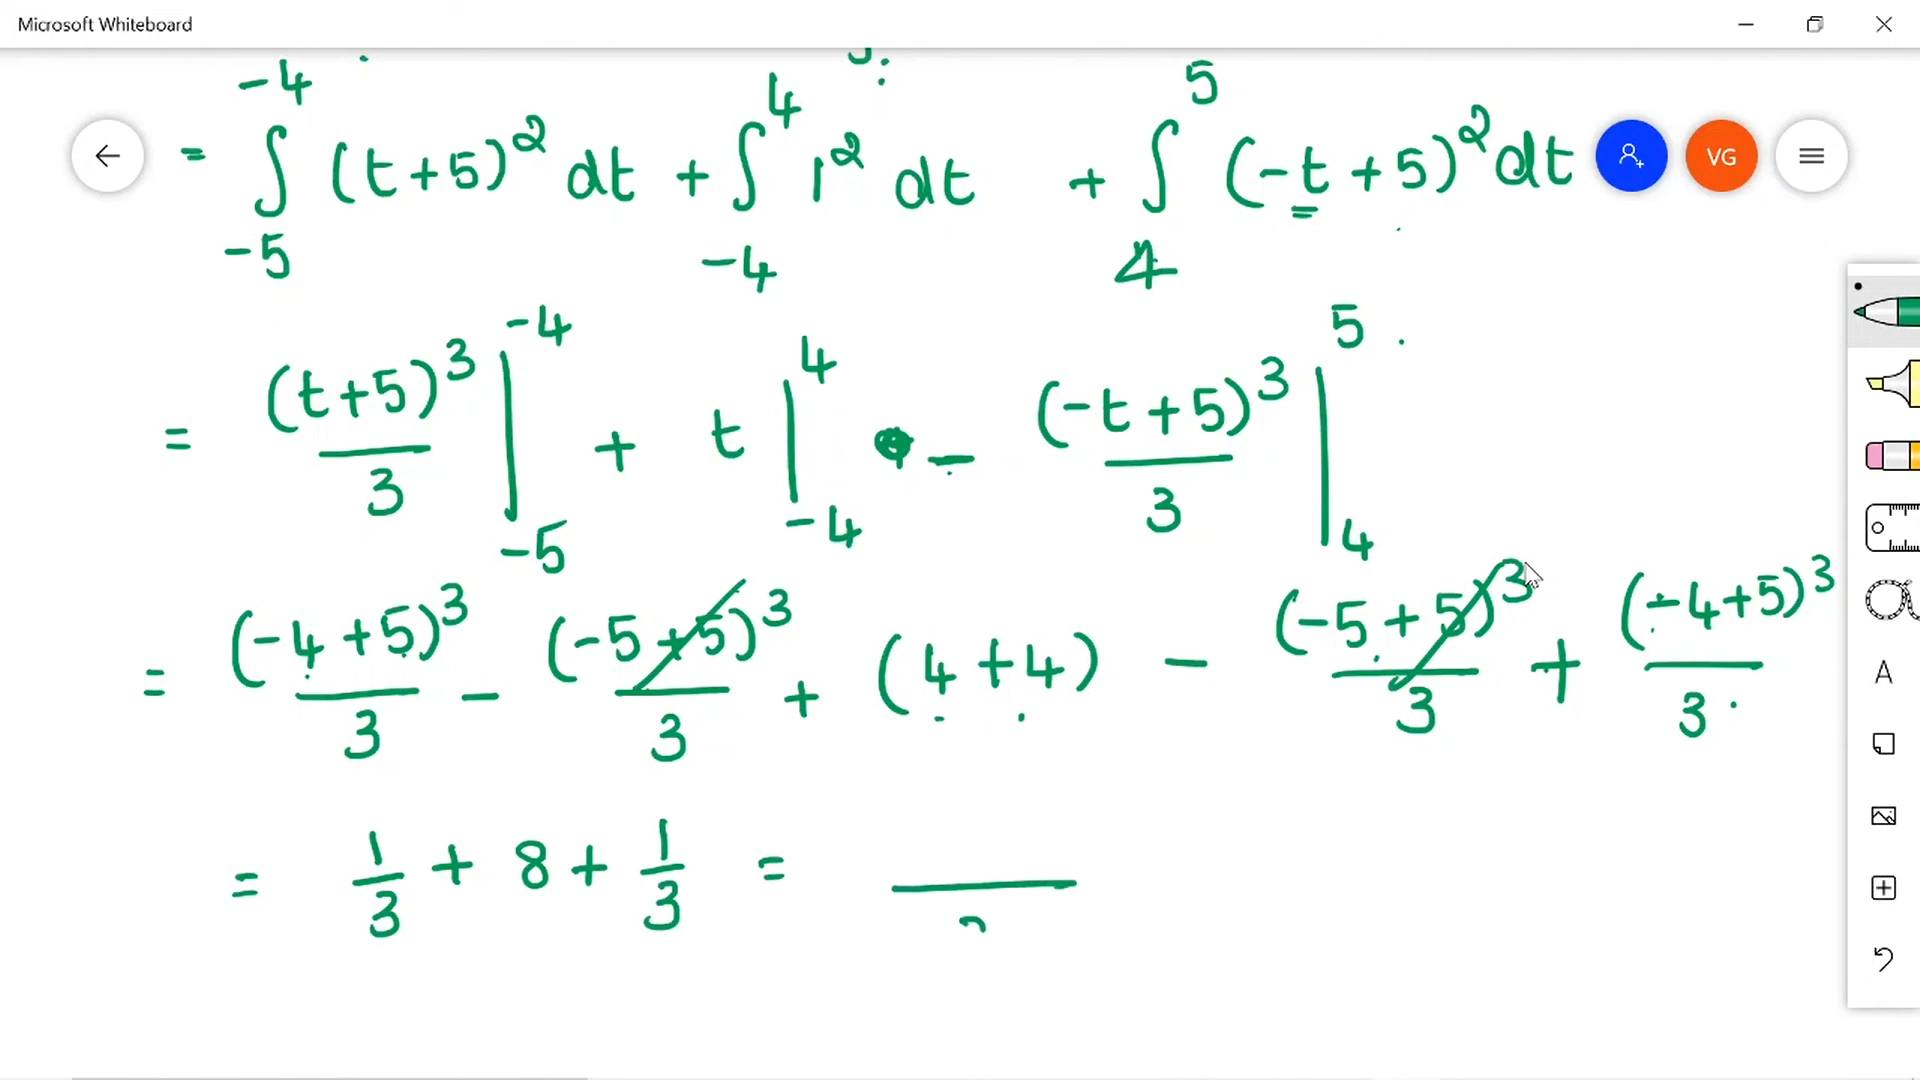 Microsoft Whiteboard
= ∫_{-5}^{-4} (t+5)^2 dt + ∫_{-4}^{4} 1^2 dt + ∫_{4}^{5} (-t+5)^2 dt
VG
= (t+5)^3/3 |_{-5}^{-4} + t |_{-4}^{4} - (-t+5)^3/3 |_{4}^{5}
= (-4+5)^3/3 - (-5+5)^3/3 + (4+4) - (-5+5)^3/3 + (-4+5)^3/3
A
= 1/3 + 8 + 1/3 =